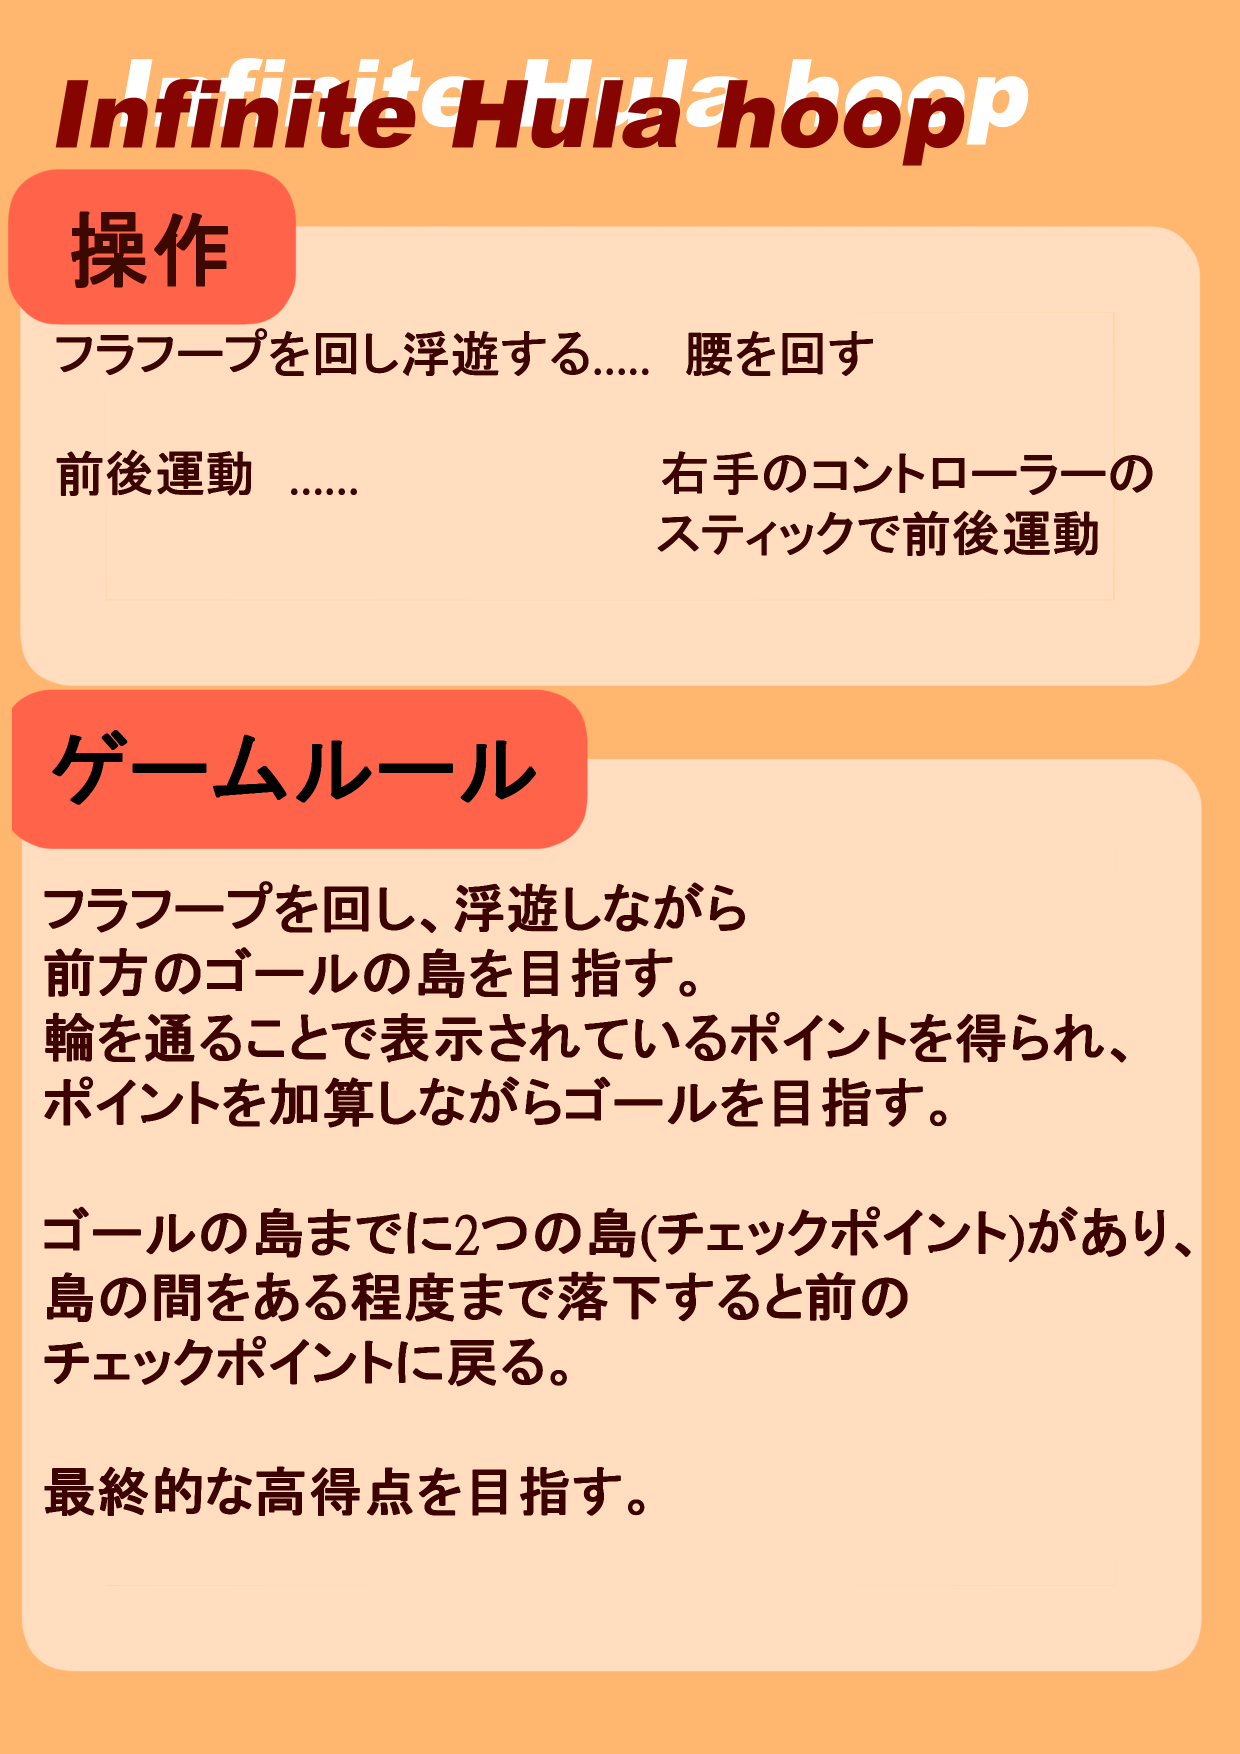 Infinite Hula hoop
操作
フラフープを回し浮遊する..... 腰を回す
前後運動 ...... 右手のコントローラーの
スティックで前後運動
ゲームルール
フラフープを回し、浮遊しながら
前方のゴールの島を目指す。
輪を通ることで表示されているポイントを得られ、
ポイントを加算しながらゴールを目指す。
ゴールの島までに2つの島(チェックポイント)があり、
島の間をある程度まで落下すると前の
チェックポイントに戻る。
最終的な高得点を目指す。